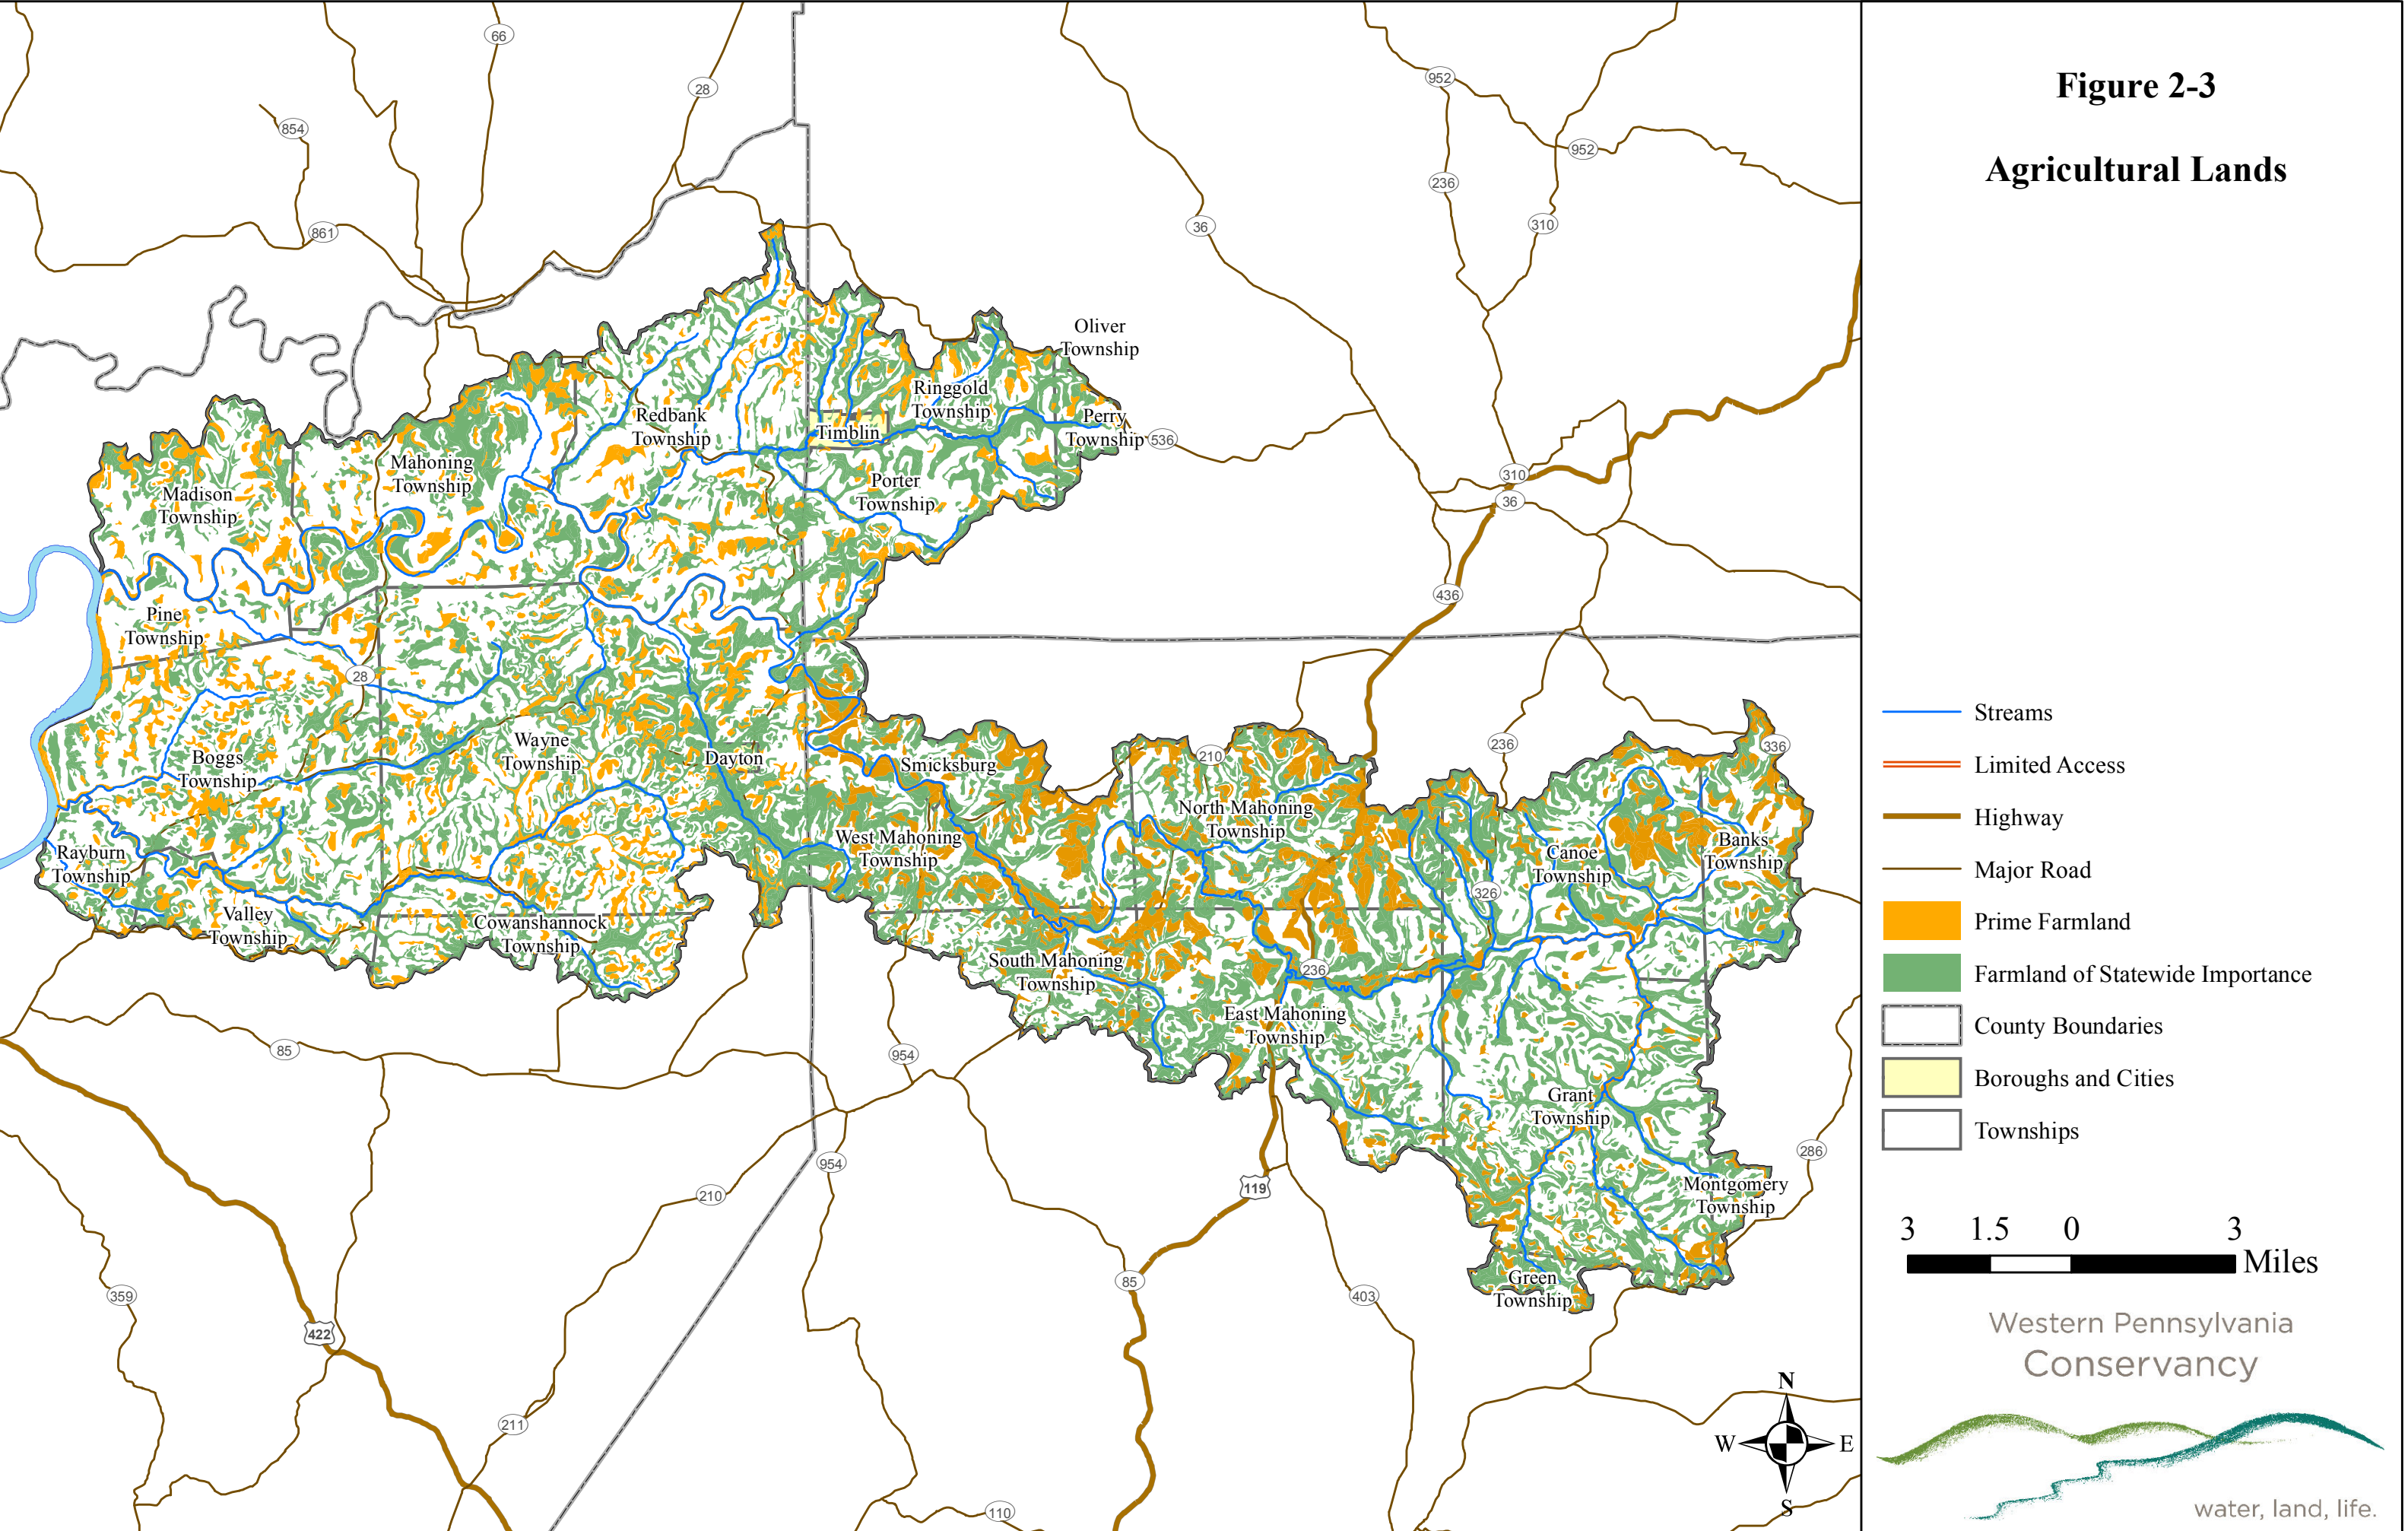 Figure 2-3
Agricultural Lands
66
28
854
861
952
952
236
310
36
Oliver
Township
Ringgold
Township
Perry
Township
536
Redbank
Township
Timblin
Mahoning
Township
Porter
Township
Madison
Township
310
36
436
Pine
Township
28
Wayne
Township
Boggs
Township
Dayton
Smicksburg
210
236
336
North Mahoning
Township
West Mahoning
Township
Canoe
Township
Banks
Township
326
Rayburn
Township
Valley
Township
Cowanshannock
Township
South Mahoning
Township
236
East Mahoning
Township
85
954
Grant
Township
954
210
119
286
Montgomery
Township
Green
Township
85
403
359
422
211
110
N
W
E
S
Streams
Limited Access
Highway
Major Road
Prime Farmland
Farmland of Statewide Importance
County Boundaries
Boroughs and Cities
Townships
3 1.5 0 3
Miles
Western Pennsylvania
Conservancy
water, land, life.